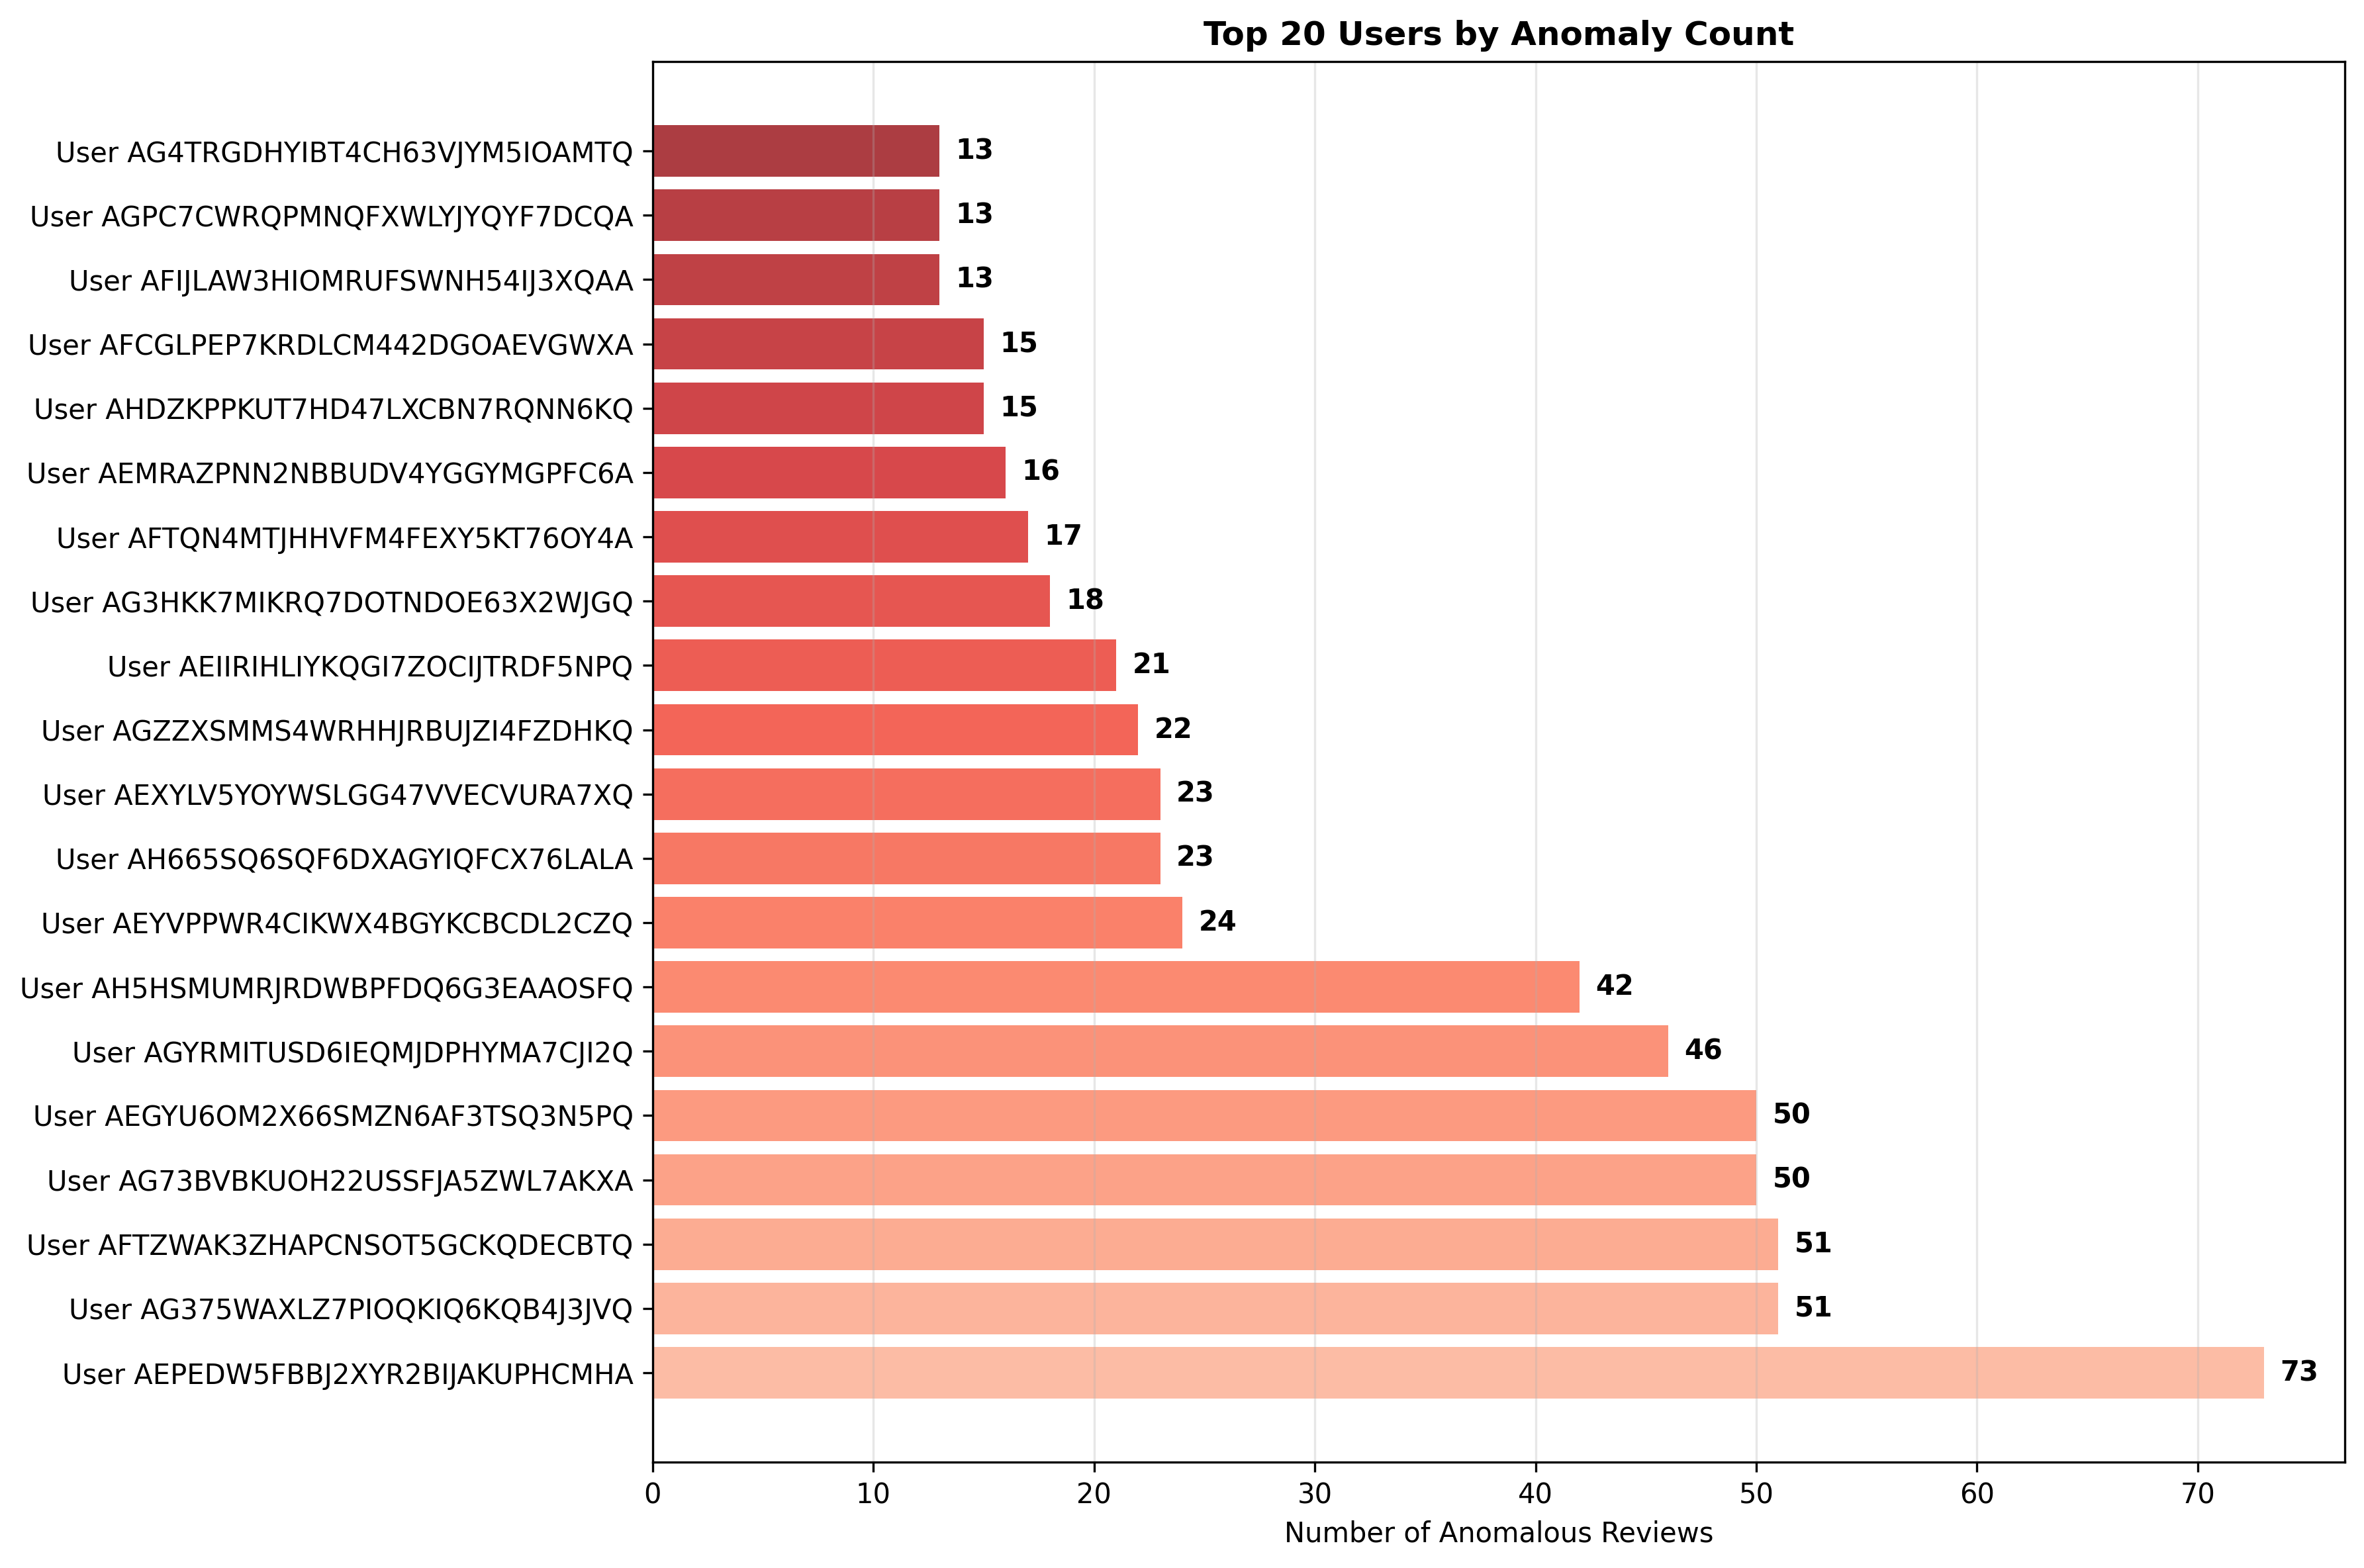 Top 20 Users by Anomaly Count
User AG4TRGDHYIBT4CH63VJYM5IOAMTQ 13
User AGPC7CWRQPMNQFXWLYJYQYF7DCQA 13
User AFIJLAW3HIOMRUFSWNH54IJ3XQAA 13
User AFCGLPEP7KRDLCM442DGOAEVGWXA 15
User AHDZKPPKUT7HD47LXCBN7RQNN6KQ 15
User AEMRAZPNN2NBBUDV4YGGYMGPFC6A 16
User AFTQN4MTJHHVFM4FEXY5KT76OY4A 17
User AG3HKK7MIKRQ7DOTNDOE63X2WJGQ 18
User AEIIRIHLIYKQGI7ZOCIJTRDF5NPQ 21
User AGZZXSMMS4WRHHJRBUJZI4FZDHKQ 22
User AEXYLV5YOYWSLGG47VVECVURA7XQ 23
User AH665SQ6SQF6DXAGYIQFCX76LALA 23
User AEYVPPWR4CIKWX4BGYKCBCDL2CZQ 24
User AH5HSMUMRJRDWBPFDQ6G3EAAOSFQ 42
User AGYRMITUSD6IEQMJDPHYMA7CJI2Q 46
User AEGYU6OM2X66SMZN6AF3TSQ3N5PQ 50
User AG73BVBKUOH22USSFJA5ZWL7AKXA 50
User AFTZWAK3ZHAPCNSOT5GCKQDECBTQ 51
User AG375WAXLZ7PIOQKIQ6KQB4J3JVQ 51
User AEPEDW5FBBJ2XYR2BIJAKUPHCMHA 73
0 10 20 30 40 50 60 70
Number of Anomalous Reviews